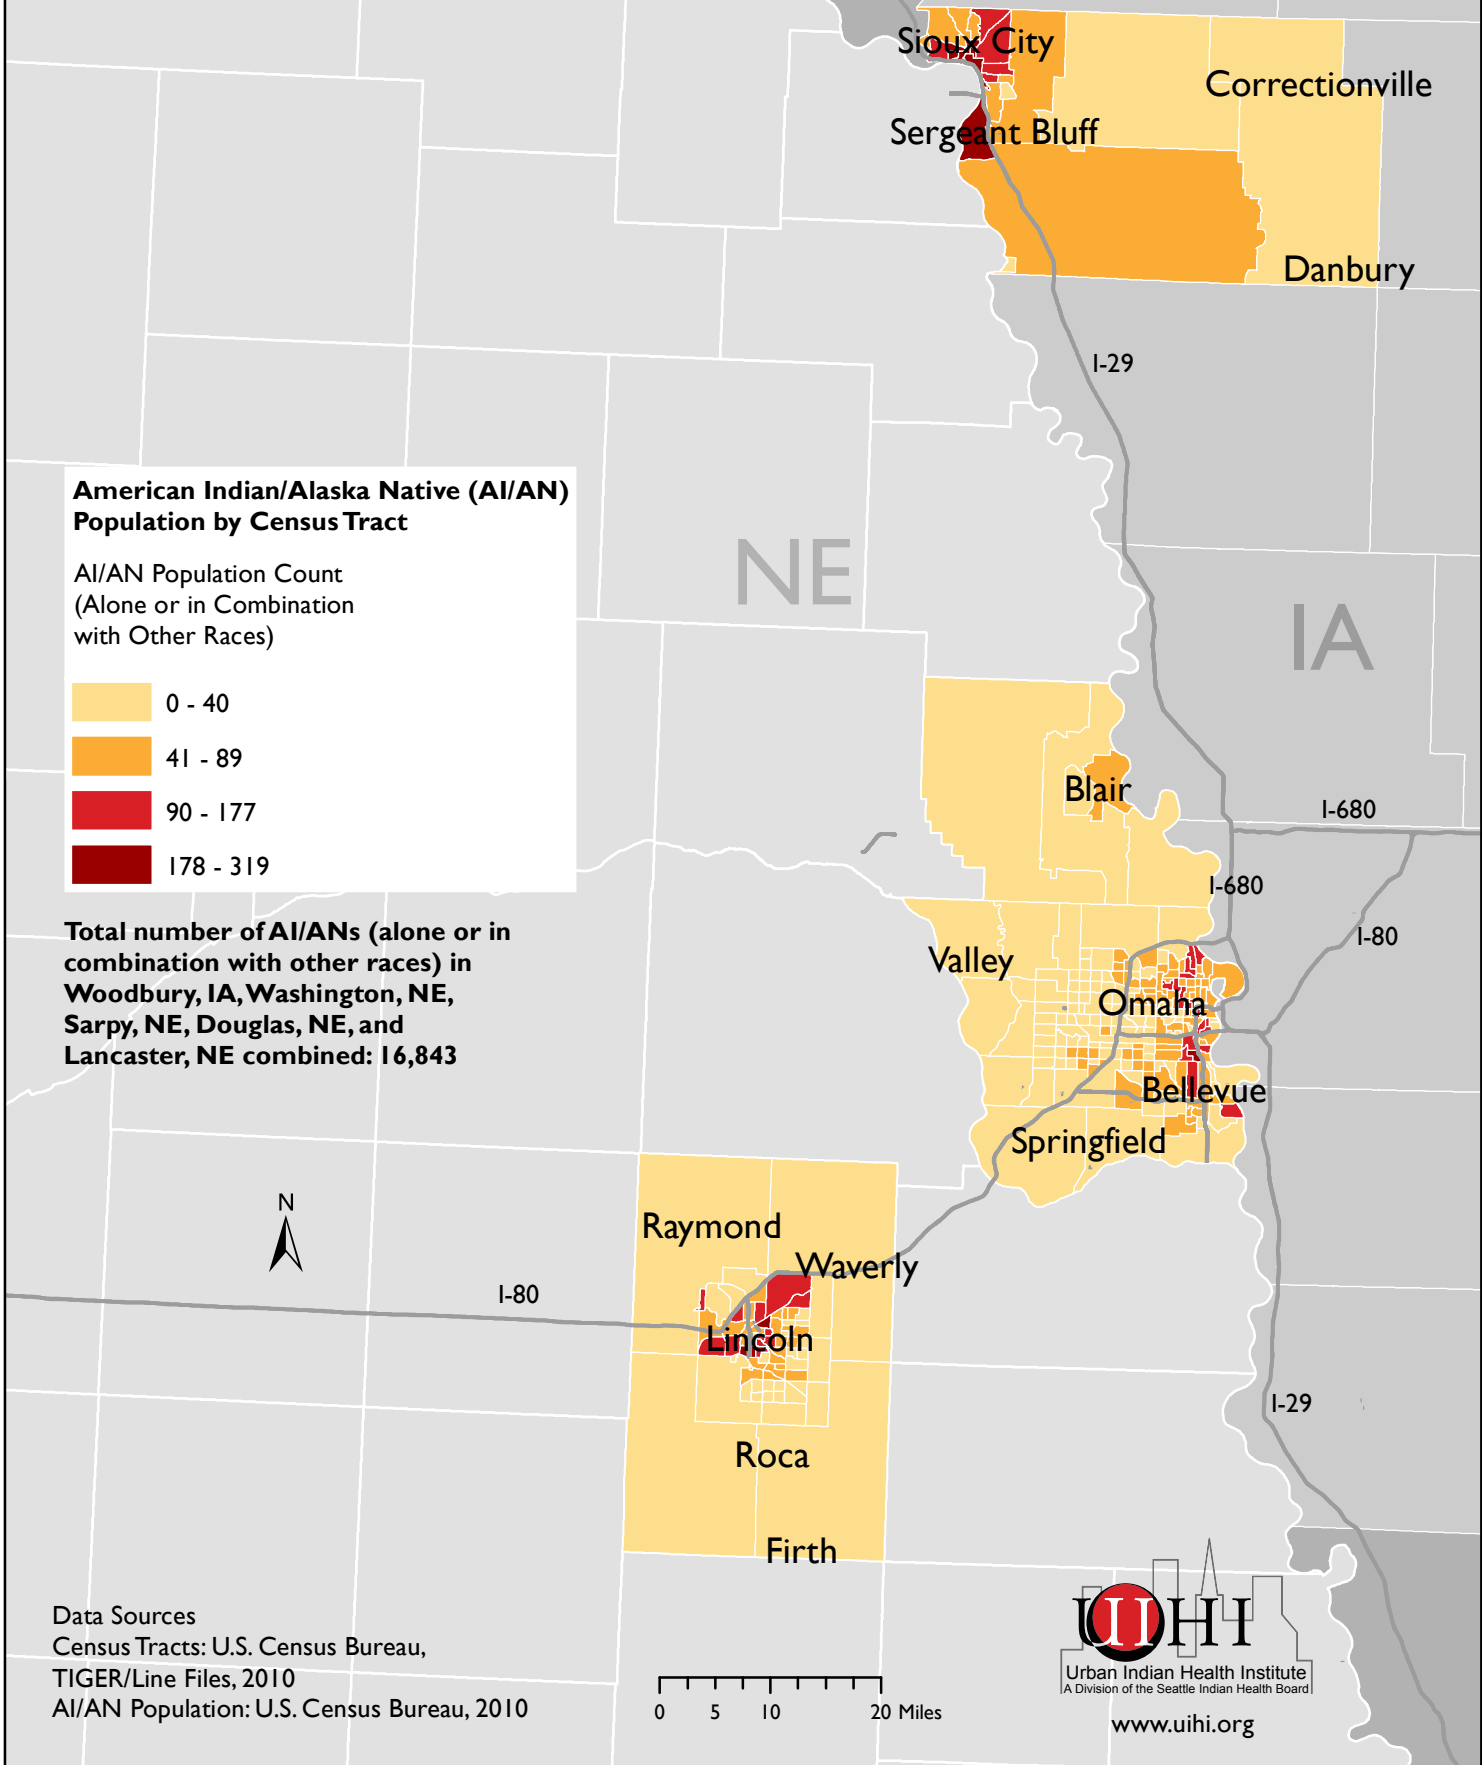 Sioux City
Correctionville
Sergeant Bluff
Danbury
I-29
American Indian/Alaska Native (AI/AN)
Population by Census Tract
AI/AN Population Count
(Alone or in Combination
with Other Races)
0 - 40
41 - 89
90 - 177
178 - 319
NE
IA
Blair
I-680
I-680
I-80
Total number of AI/ANs (alone or in
combination with other races) in
Woodbury, IA, Washington, NE,
Sarpy, NE, Douglas, NE, and
Lancaster, NE combined: 16,843
Valley
Omaha
Bellevue
Springfield
N
Raymond
Waverly
I-80
Lincoln
I-29
Roca
Firth
Data Sources
Census Tracts: U.S. Census Bureau,
TIGER/Line Files, 2010
AI/AN Population: U.S. Census Bureau, 2010
0 5 10 20 Miles
UIHI
Urban Indian Health Institute
A Division of the Seattle Indian Health Board
www.uihi.org